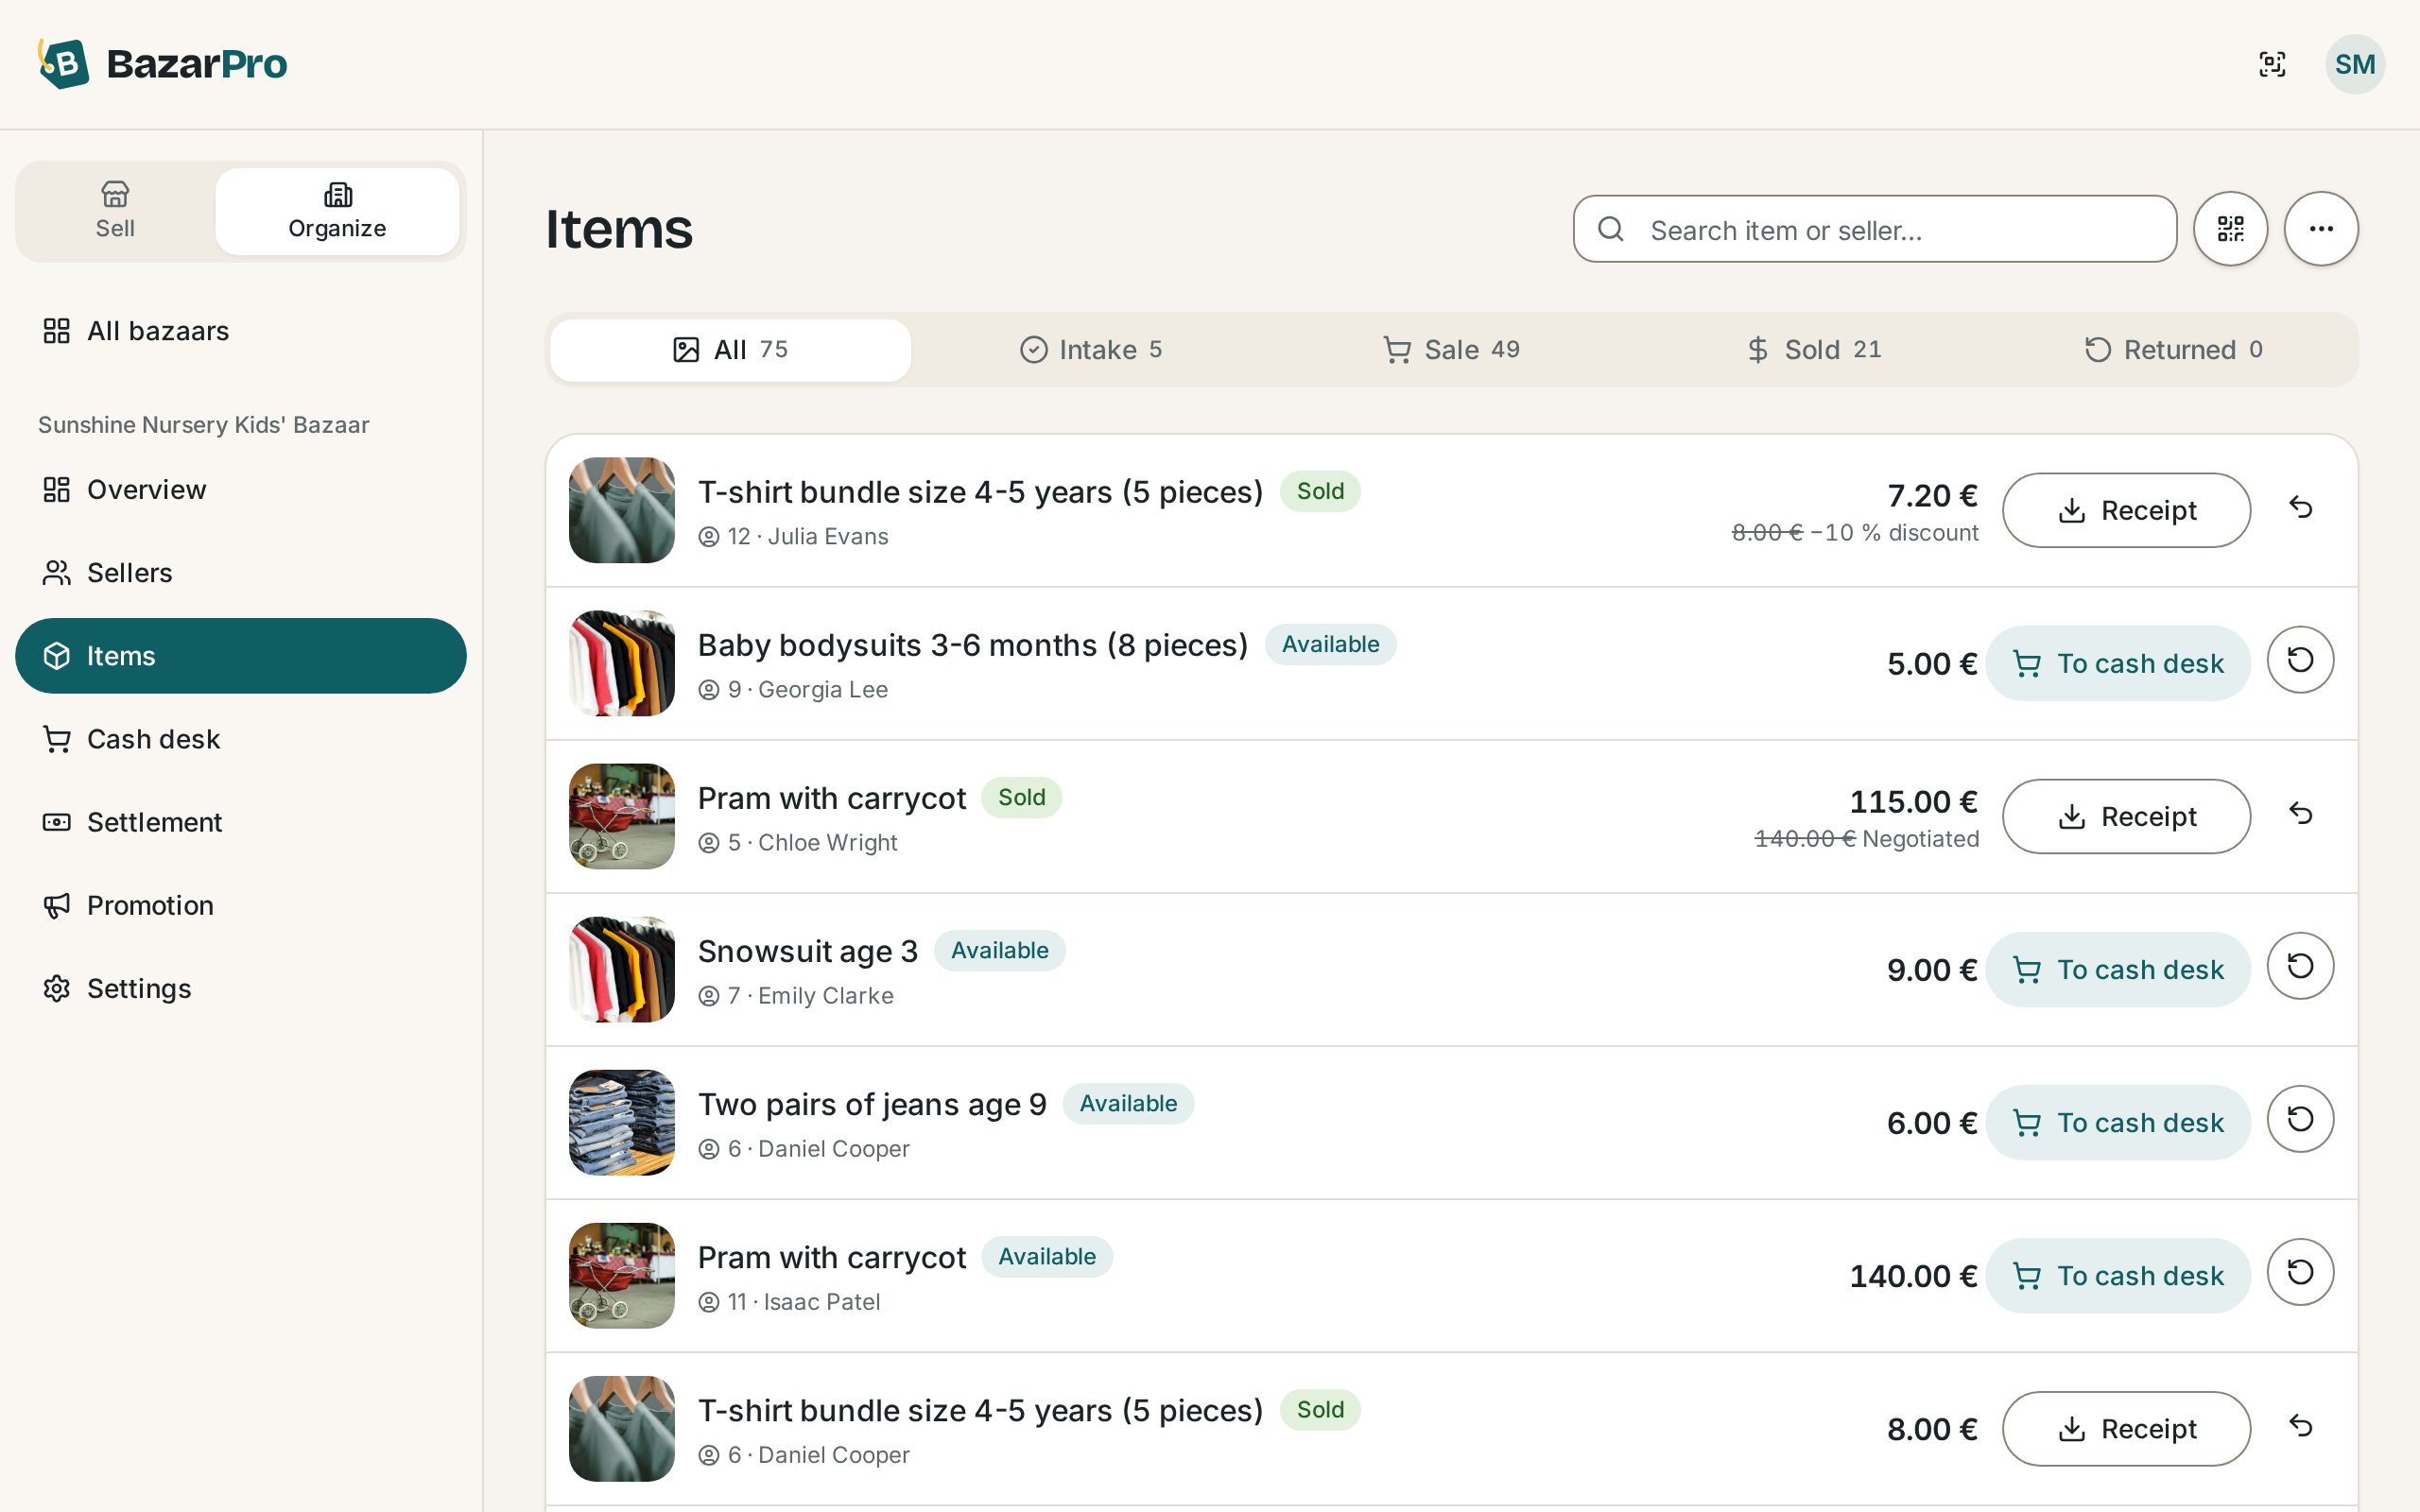 B BazarPro
SM
Sell
Organize
All bazaars
Sunshine Nursery Kids' Bazaar
Overview
Sellers
Items
Cash desk
Settlement
Promotion
Settings
Items
Search item or seller...
All 75
Intake 5
Sale 49
Sold 21
Returned 0
T-shirt bundle size 4-5 years (5 pieces) Sold
12 · Julia Evans
7.20 €
8.00 € −10 % discount
Receipt
Baby bodysuits 3-6 months (8 pieces) Available
9 · Georgia Lee
5.00 €
To cash desk
Pram with carrycot Sold
5 · Chloe Wright
115.00 €
140.00 € Negotiated
Receipt
Snowsuit age 3 Available
7 · Emily Clarke
9.00 €
To cash desk
Two pairs of jeans age 9 Available
6 · Daniel Cooper
6.00 €
To cash desk
Pram with carrycot Available
11 · Isaac Patel
140.00 €
To cash desk
T-shirt bundle size 4-5 years (5 pieces) Sold
6 · Daniel Cooper
8.00 €
Receipt